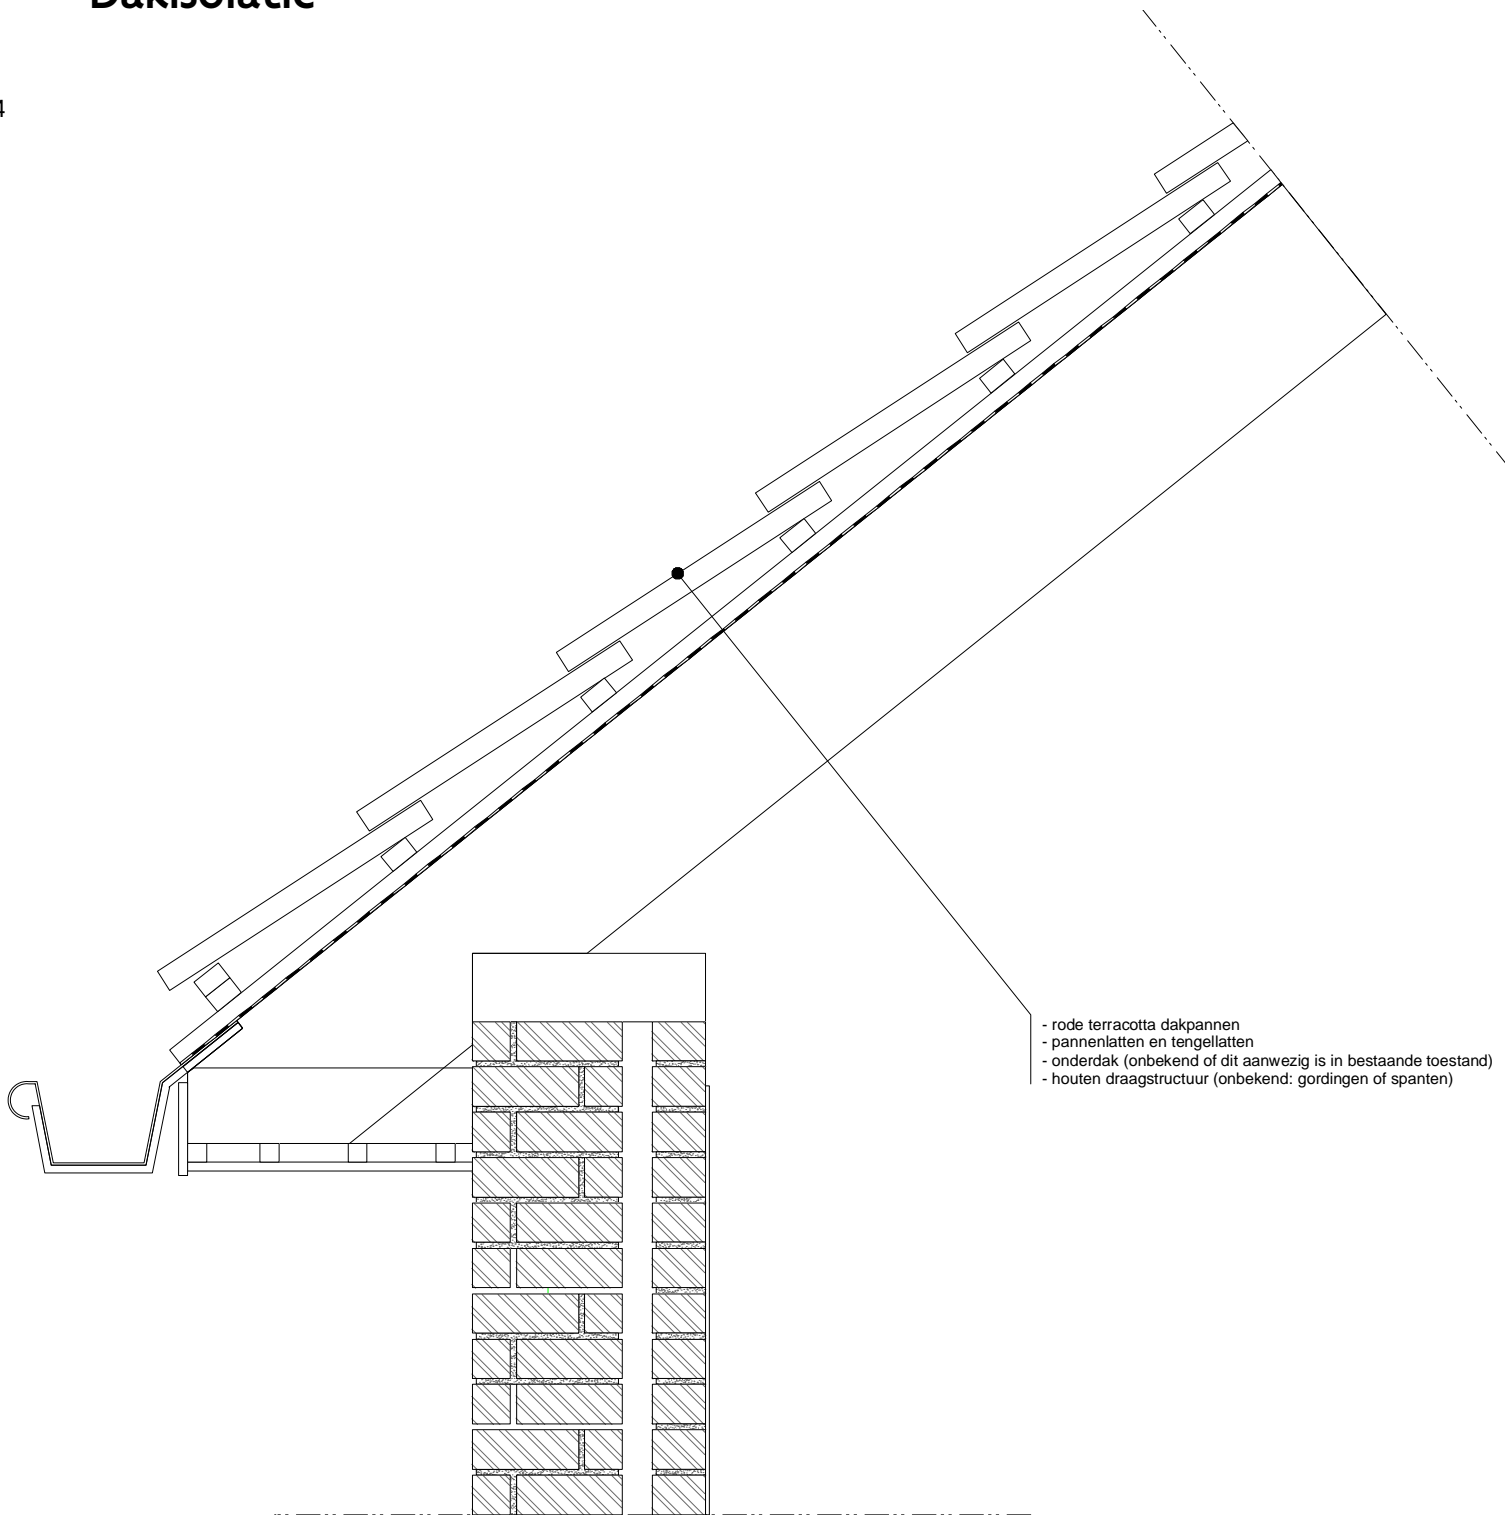 Dakisolatie
4
- rode terracotta dakpannen
- pannenlatten en tengellatten
- onderdak (onbekend of dit aanwezig is in bestaande toestand)
- houten draagstructuur (onbekend: gordingen of spanten)